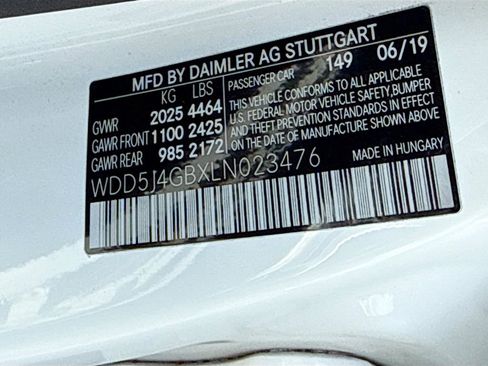 MFD BY DAIMLER AG STUTTGART
KG LBS PASSENGER CAR 149 06/19
GVWR 2025 4464
GAWR FRONT 1100 2425
GAWR REAR 985 2172
THIS VEHICLE CONFORMS TO ALL APPLICABLE
U.S. FEDERAL MOTOR VEHICLE SAFETY,BUMPER
AND THEFT PREVENTION STANDARDS IN EFFECT
ON THE DATE OF MANUFACTURE SHOWN ABOVE.
WDD5J4GBXLN023476
MADE IN HUNGARY